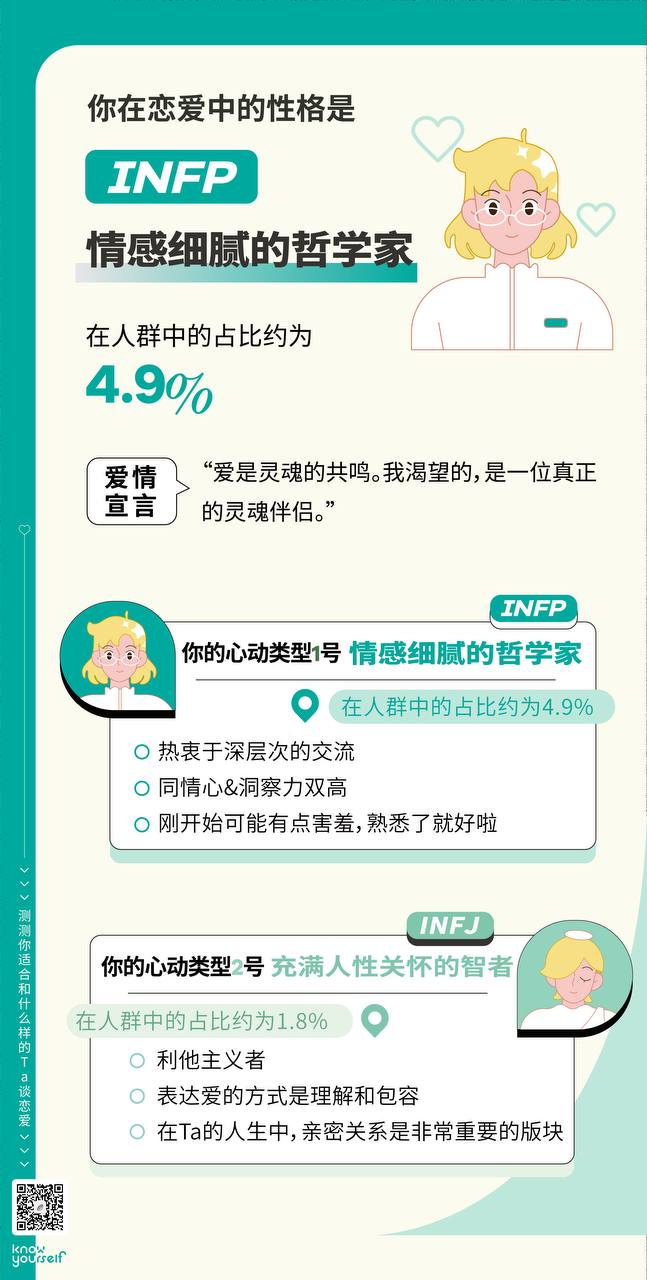 你在恋爱中的性格是
INFP
情感细腻的哲学家
在人群中的占比约为
4.9%
爱情
宣言
“爱是灵魂的共鸣。我渴望的，是一位真正
的灵魂伴侣。”
INFP
你的心动类型1号 情感细腻的哲学家
在人群中的占比约为4.9%
热衷于深层次的交流
同情心&洞察力双高
刚开始可能有点害羞，熟悉了就好啦
INFJ
你的心动类型2号 充满人性关怀的智者
在人群中的占比约为1.8%
利他主义者
表达爱的方式是理解和包容
在Ta的人生中，亲密关系是非常重要的版块
测测你适合和什么样的Ta谈恋爱
know
yourself